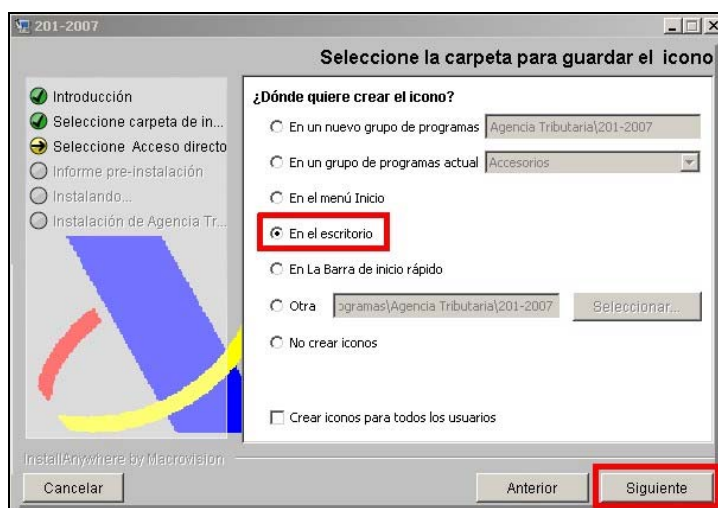 201-2007
Seleccione la carpeta para guardar el icono
Introducción
Seleccione carpeta de in...
Seleccione Acceso directo
Informe pre-instalación
Instalando...
Instalación de Agencia Tr...
¿Dónde quiere crear el icono?
En un nuevo grupo de programas Agencia Tributaria\201-2007
En un grupo de programas actual Accesorios
En el menú Inicio
En el escritorio
En La Barra de inicio rápido
Otra ogramas\Agencia Tributaria\201-2007 Seleccionar...
No crear iconos
Crear iconos para todos los usuarios
InstallAnywhere by Macrovision
Cancelar Anterior Siguiente